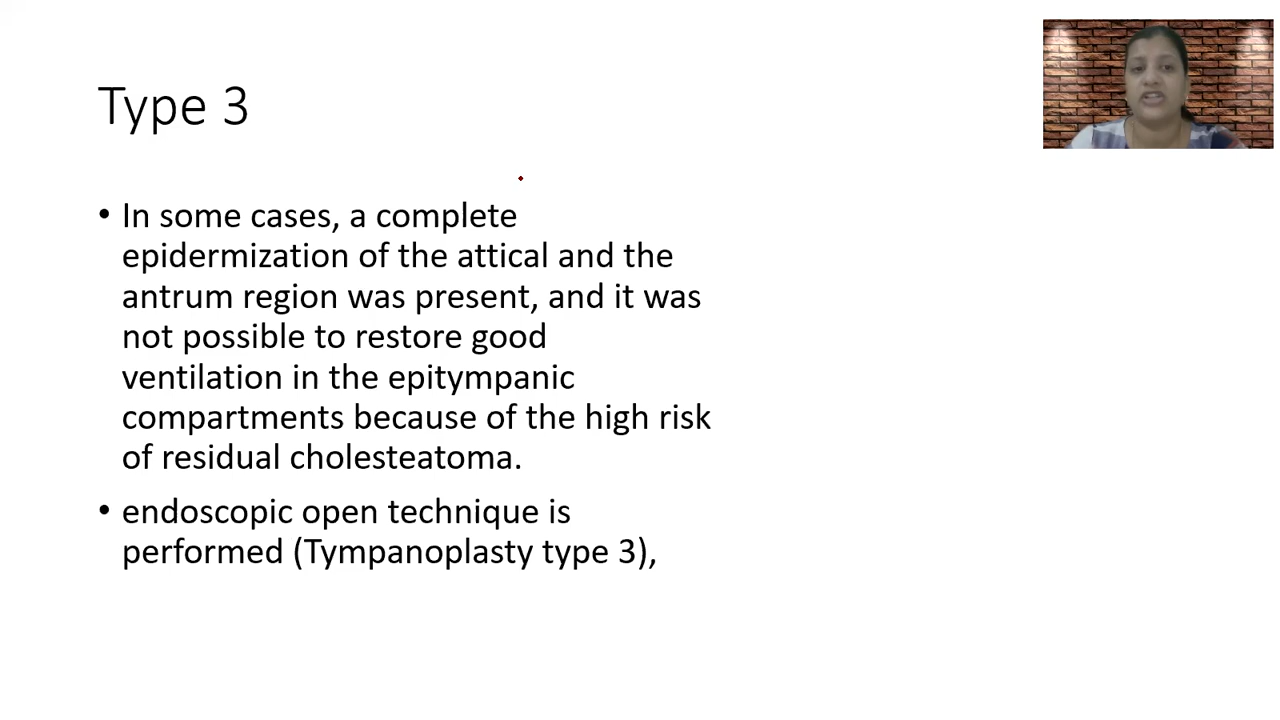 Type 3
• In some cases, a complete
epidermization of the attical and the
antrum region was present, and it was
not possible to restore good
ventilation in the epitympanic
compartments because of the high risk
of residual cholesteatoma.
• endoscopic open technique is
performed (Tympanoplasty type 3),